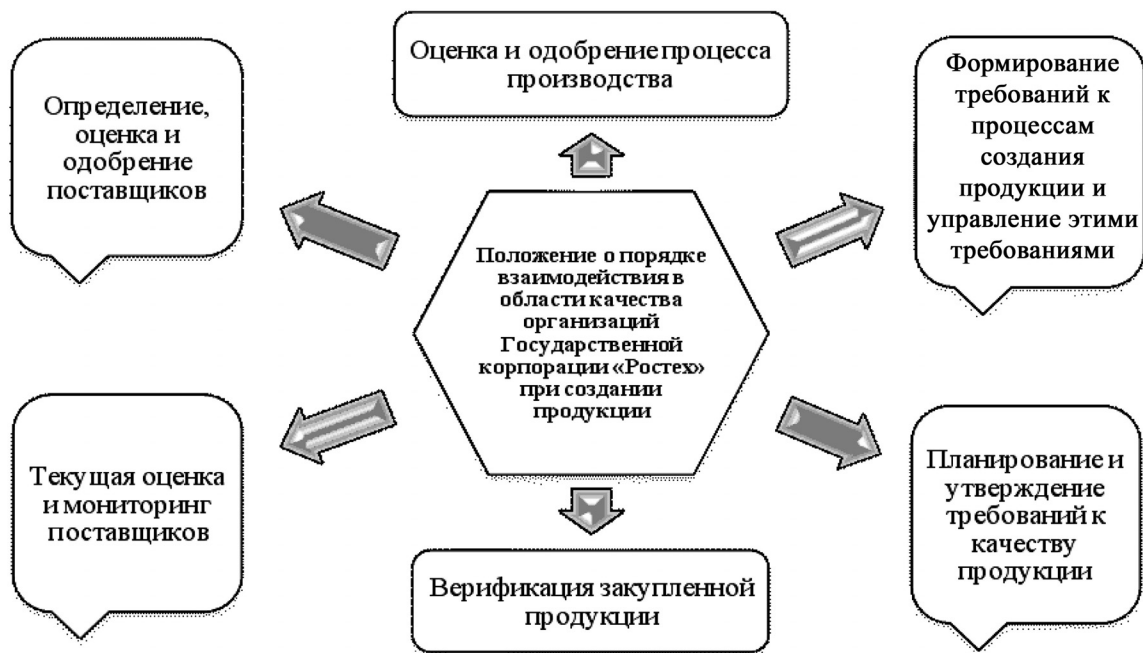 Оценка и одобрение процесса
производства
Определение,
оценка и
одобрение
поставщиков
Формирование
требований к
процессам
создания
продукции и
управление этими
требованиями
Положение о порядке
взаимодействия в
области качества
организаций
Государственной
корпорации «Ростех»
при создании
продукции
Текущая оценка
и мониторинг
поставщиков
Верификация закупленной
продукции
Планирование и
утверждение
требований к
качеству
продукции